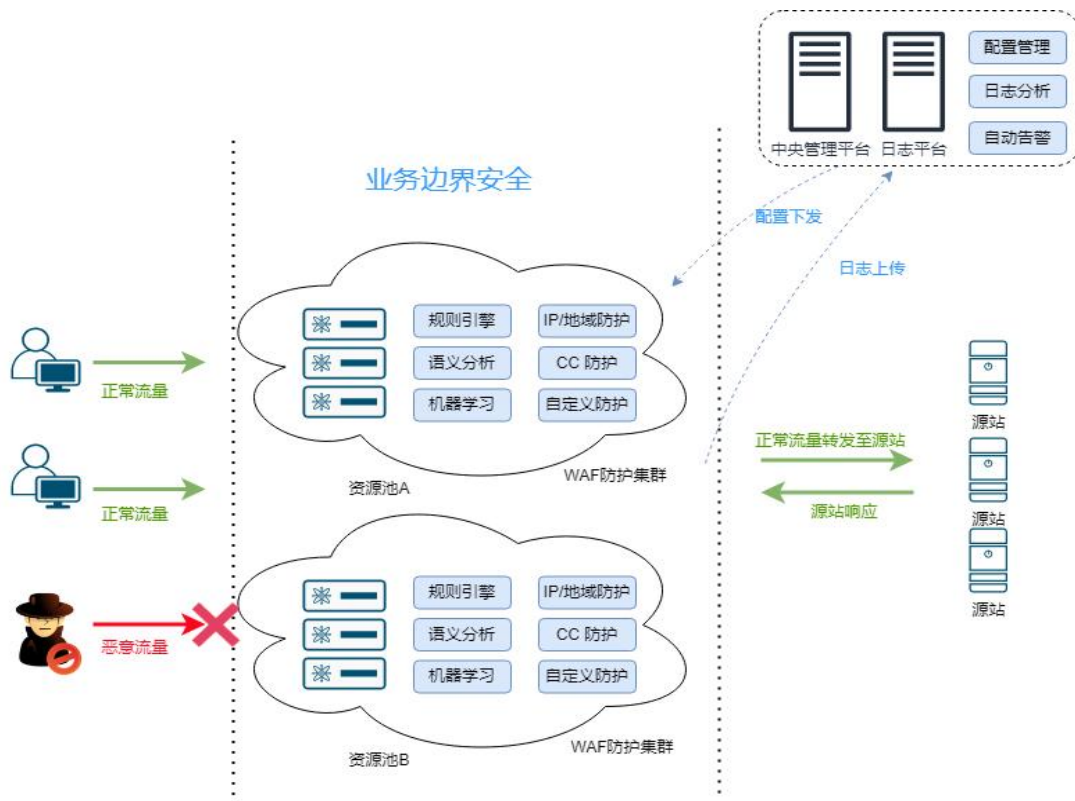 配置管理
日志分析
自动告警
中央管理平台
日志平台
业务边界安全
配置下发
日志上传
规则引擎
IP/地域防护
语义分析
CC 防护
机器学习
自定义防护
正常流量
资源池A
WAF防护集群
正常流量
正常流量转发至源站
源站响应
源站
源站
源站
规则引擎
IP/地域防护
语义分析
CC 防护
机器学习
自定义防护
恶意流量
资源池B
WAF防护集群